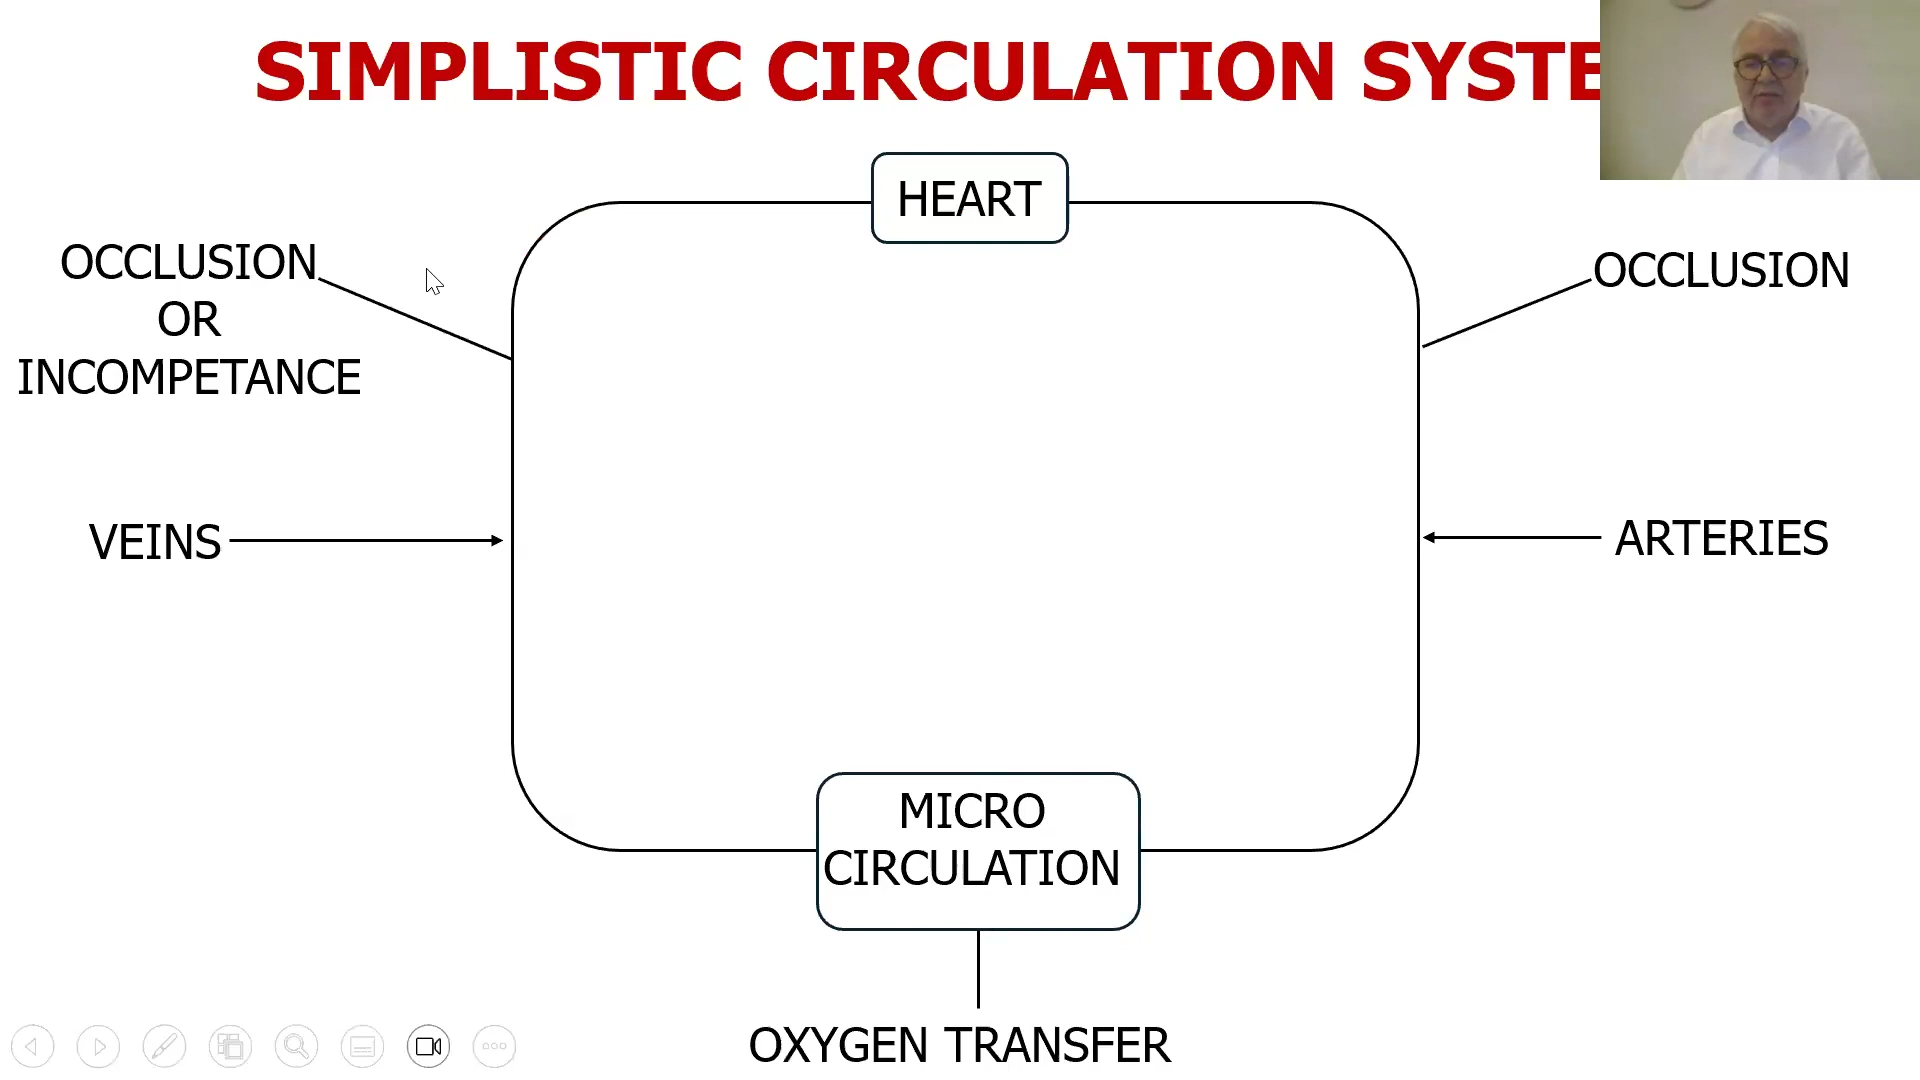 SIMPLISTIC CIRCULATION SYSTE
HEART
OCCLUSION
OR
INCOMPETANCE
OCCLUSION
VEINS
ARTERIES
MICRO
CIRCULATION
OXYGEN TRANSFER